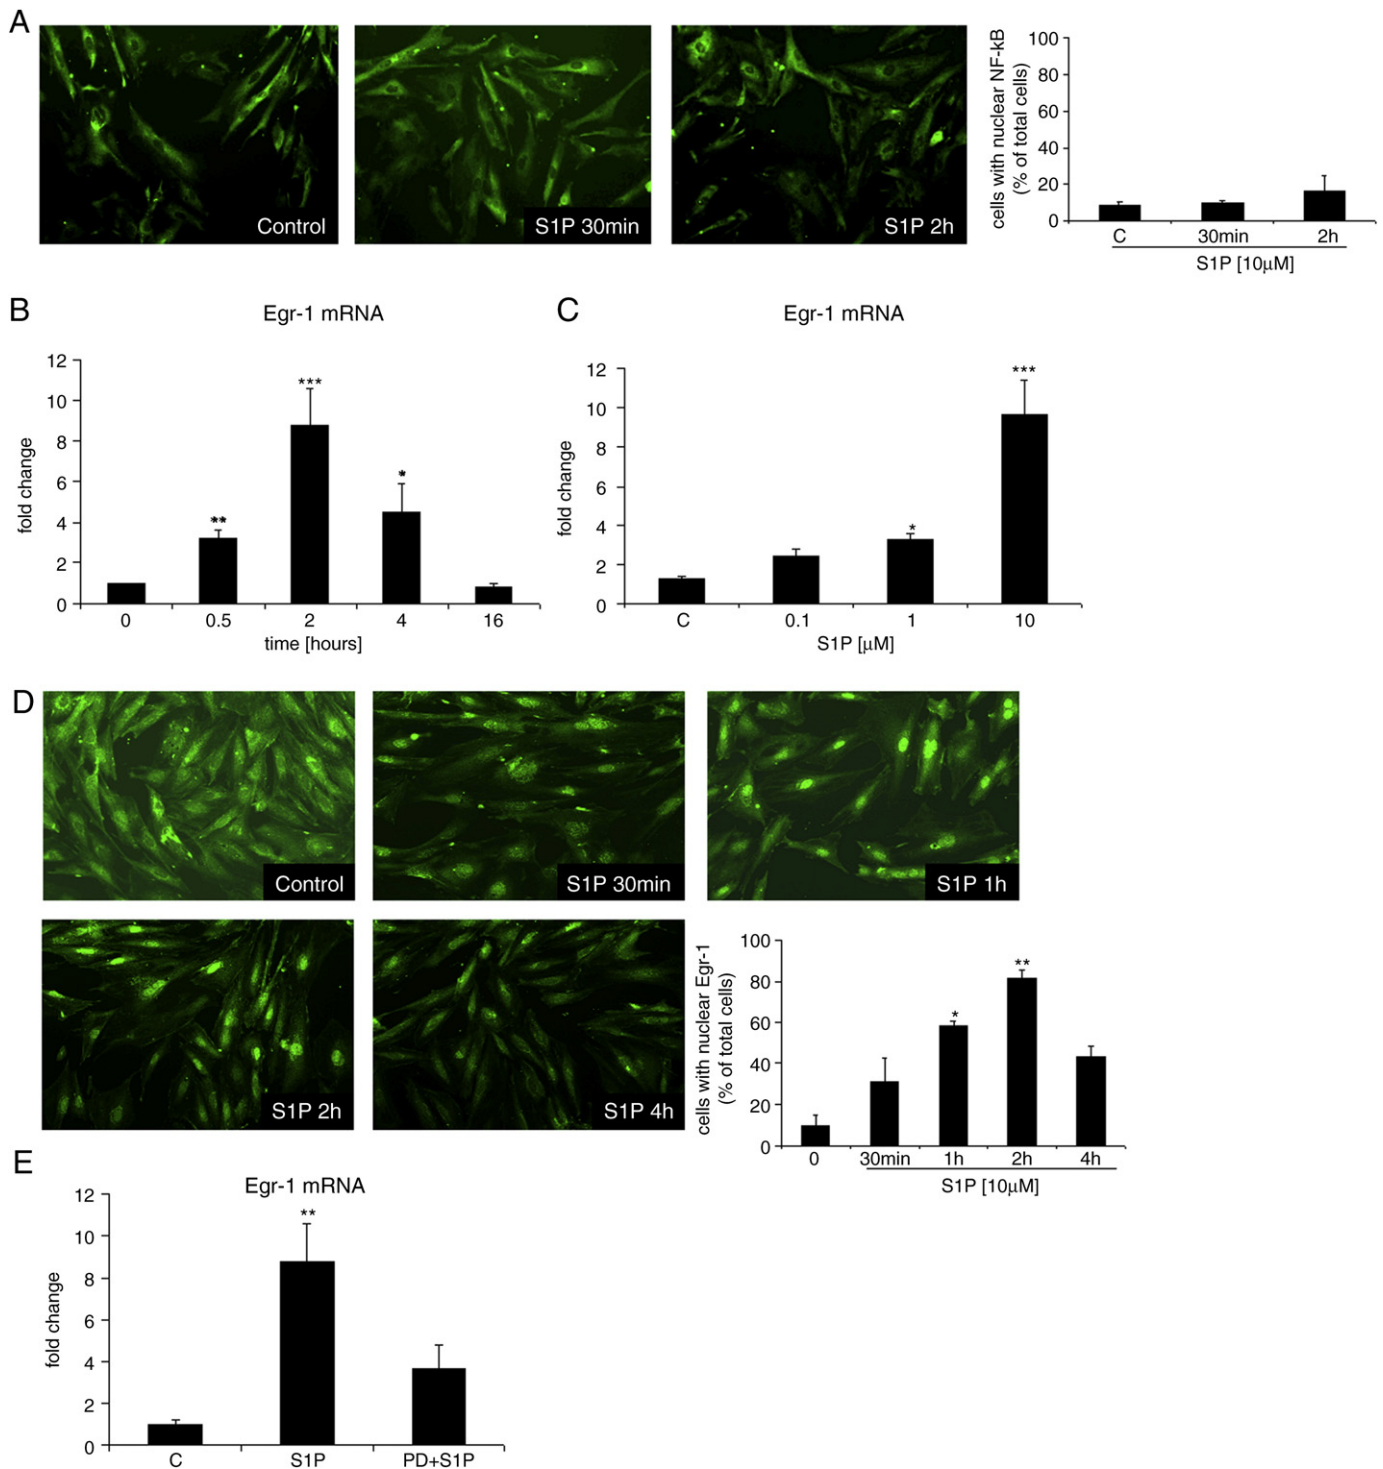 A
Control
S1P 30min
S1P 2h
cells with nuclear NF-kB
(% of total cells)
100
80
60
40
20
0
C
30min
2h
S1P [10µM]
B
Egr-1 mRNA
fold change
12
10
8
6
4
2
0
**
***
*
0
0.5
2
4
16
time [hours]
C
Egr-1 mRNA
fold change
12
10
8
6
4
2
0
*
***
C
0.1
1
10
S1P [µM]
D
Control
S1P 30min
S1P 1h
S1P 2h
S1P 4h
cells with nuclear Egr-1
(% of total cells)
100
80
60
40
20
0
*
**
0
30min
1h
2h
4h
S1P [10µM]
E
Egr-1 mRNA
fold change
12
10
8
6
4
2
0
**
C
S1P
PD+S1P